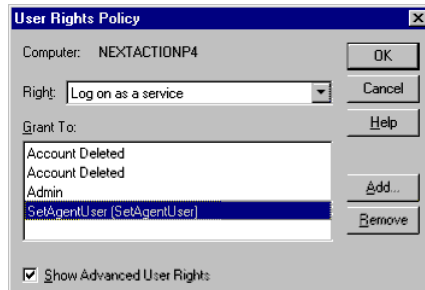 User Rights Policy
Computer: NEXTACTIONP4
OK
Right: Log on as a service
Cancel
Help
Grant To:
Account Deleted
Account Deleted
Admin
SetAgentUser (SetAgentUser)
Add...
Remove
Show Advanced User Rights